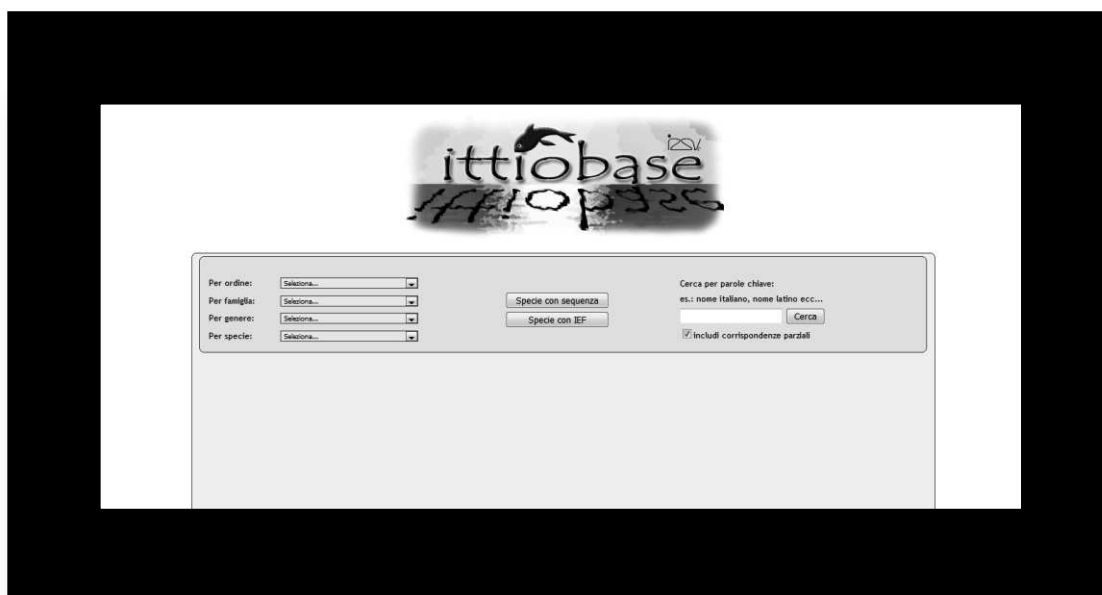 izsv
ittiobase
Per ordine: Seleziona...
Per famiglia: Seleziona...
Per genere: Seleziona...
Per specie: Seleziona...
Specie con sequenza
Specie con IEF
Cerca per parole chiave:
es.: nome italiano, nome latino ecc...
Cerca
includi corrispondenze parziali